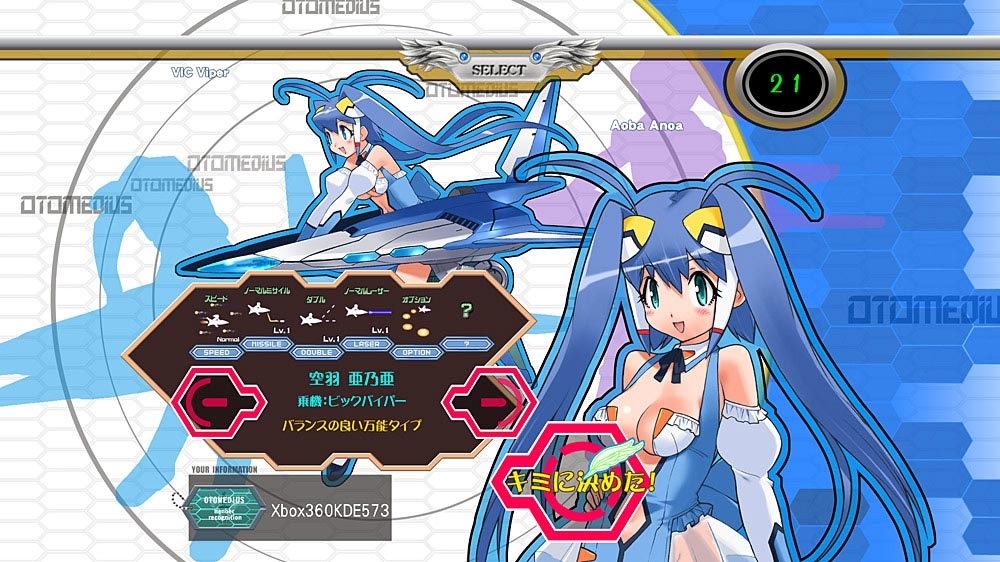 OTOMEDIUS
SELECT
21
VIC Viper
OTOMEDIUS
Aoba Anoa
OTOMEDIUS
OTOMEDIUS
OTOMEDIUS
OTOMEDIUS
スピード
ノーマルミサイル
ダブル
ノーマルレーザー
オプション
?
Normal
Lv.1
Lv.1
Lv.1
SPEED
MISSILE
DOUBLE
LASER
OPTION
?
空羽 亜乃亜
乗機:ビックバイパー
バランスの良い万能タイプ
キミに決めた!
YOUR INFORMATION
OTOMEDIUS
member
recognition
Xbox360KDE573